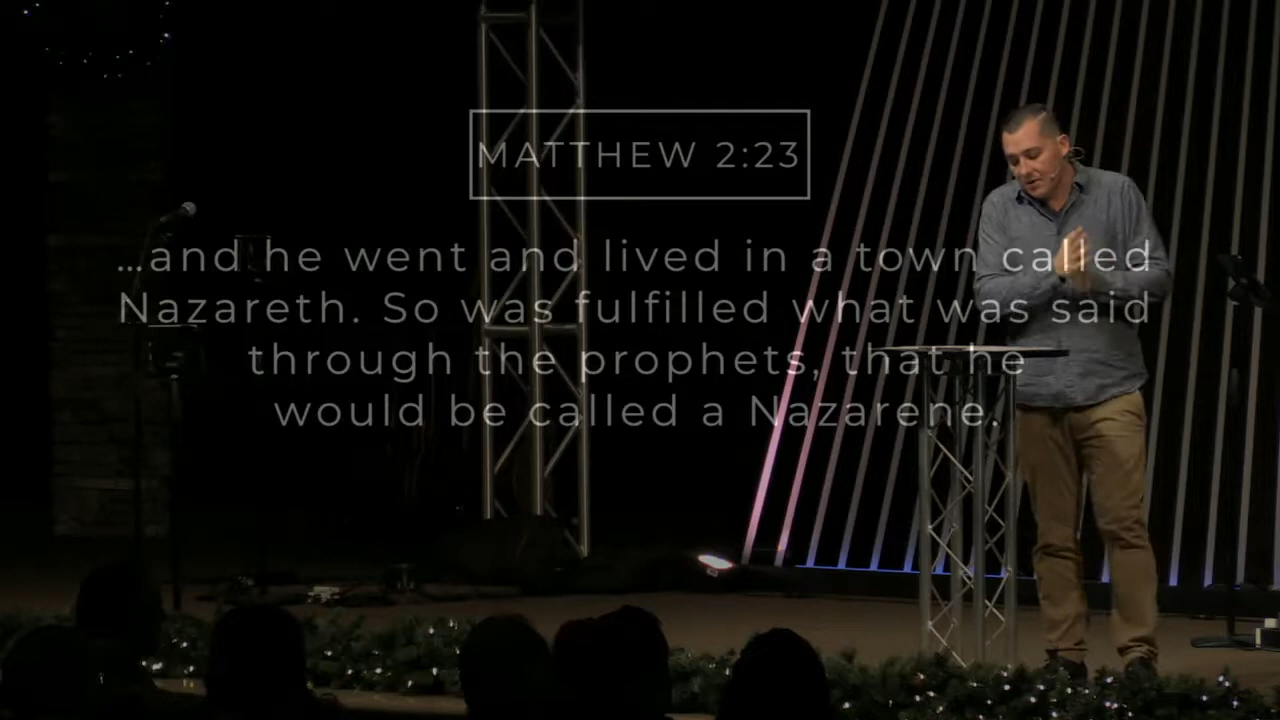 MATTHEW 2:23
...and he went and lived in a town called
Nazareth. So was fulfilled what was said
through the prophets, that he
would be called a Nazarene.